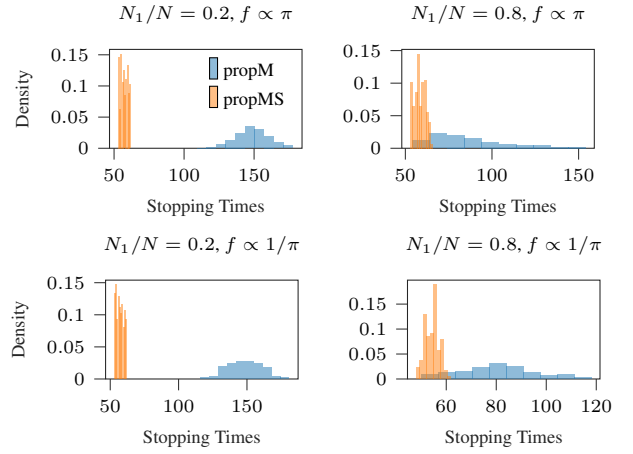 N₁/N = 0.2, f ∝ π
N₁/N = 0.8, f ∝ π
Density
0.15
0.1
0.05
0
propM
propMS
50
100
150
Stopping Times
0.15
0.1
0.05
0
50
100
150
Stopping Times
N₁/N = 0.2, f ∝ 1/π
N₁/N = 0.8, f ∝ 1/π
Density
0.15
0.1
0.05
0
50
100
150
Stopping Times
Density
0.2
0.15
0.1
0.05
0
60
80
100
120
Stopping Times